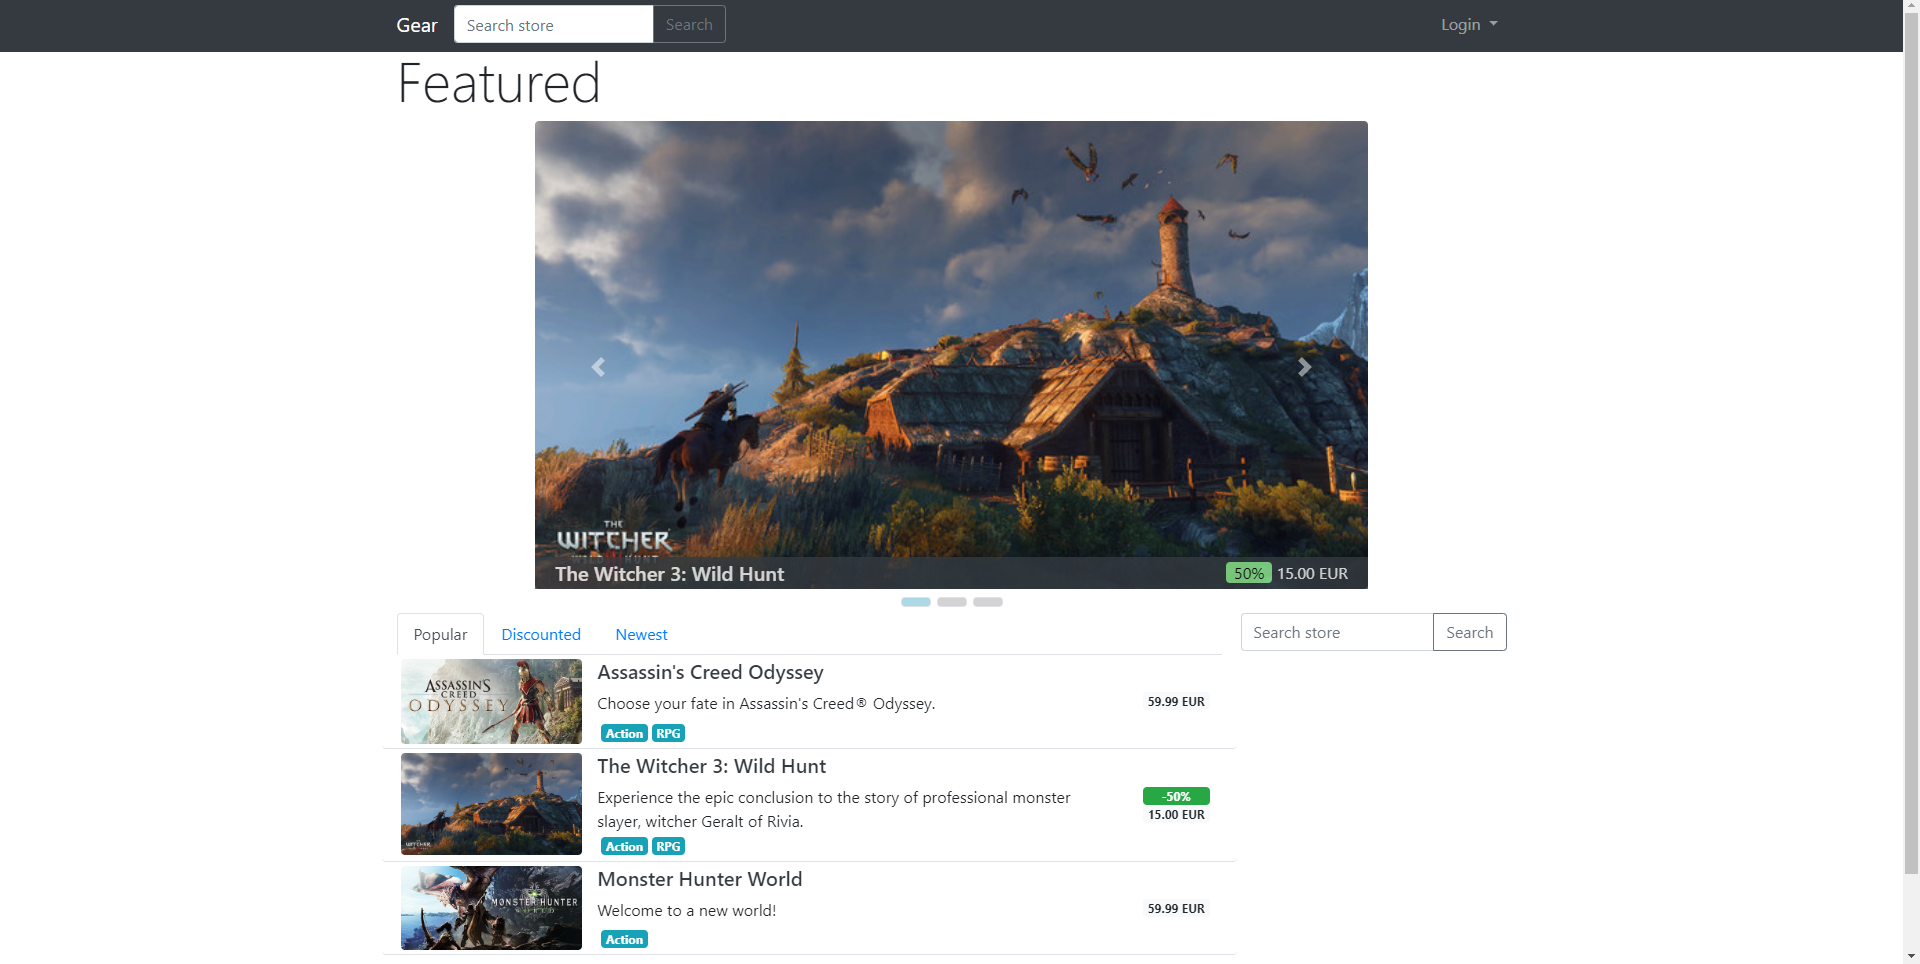 Gear
Search store
Search
Login
Featured
THE
WITCHER
WILD HUNT
The Witcher 3: Wild Hunt
50% 15.00 EUR
Popular
Discounted
Newest
Search store
Search
ASSASSIN'S
CREED
ODYSSEY
Assassin's Creed Odyssey
Choose your fate in Assassin's Creed® Odyssey.
59.99 EUR
Action RPG
WITCHER
The Witcher 3: Wild Hunt
Experience the epic conclusion to the story of professional monster
slayer, witcher Geralt of Rivia.
-50%
15.00 EUR
Action RPG
MONSTER HUNTER
WORLD
Monster Hunter World
Welcome to a new world!
59.99 EUR
Action